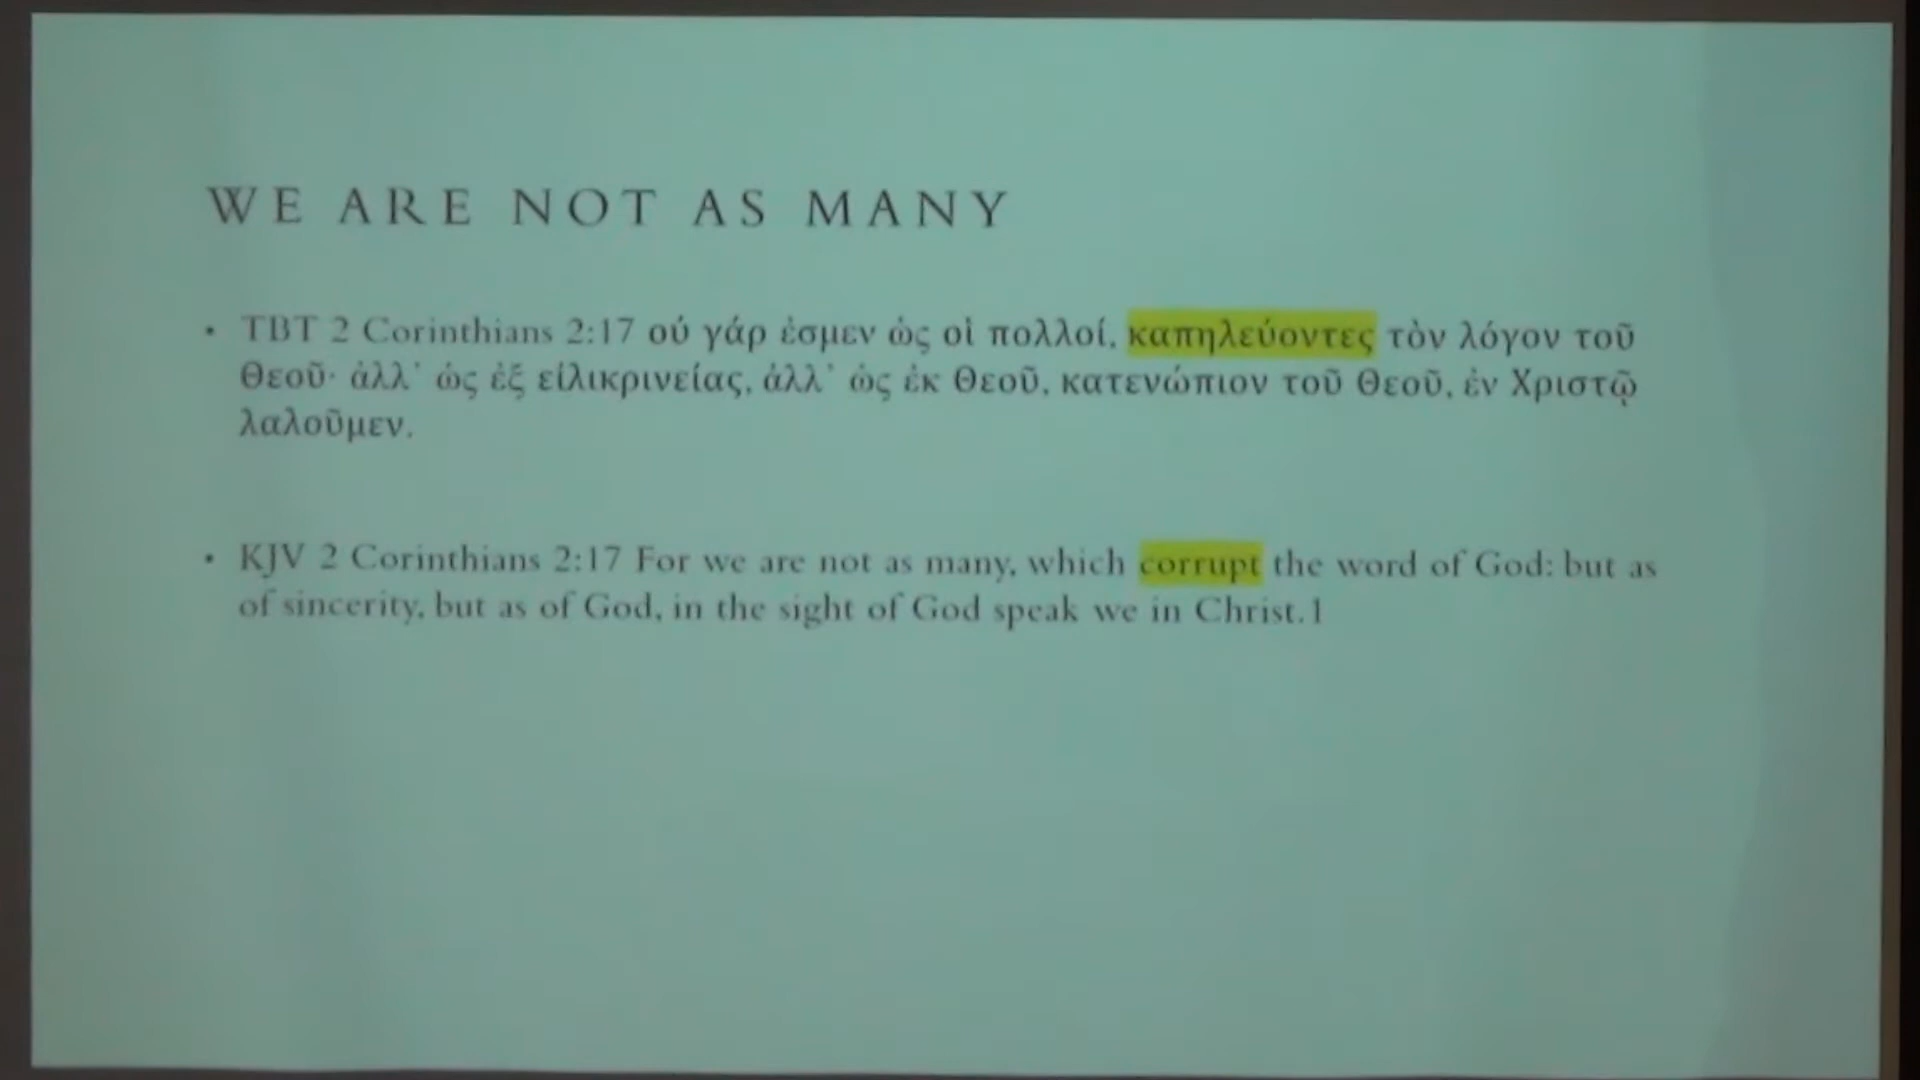 WE ARE NOT AS MANY
• TBT 2 Corinthians 2:17 οὐ γάρ ἐσμεν ὡς οἱ πολλοί, καπηλεύοντες τὸν λόγον τοῦ
Θεοῦ· ἀλλ᾽ ὡς ἐξ εἰλικρινείας, ἀλλ᾽ ὡς ἐκ Θεοῦ, κατενώπιον τοῦ Θεοῦ, ἐν Χριστῷ
λαλοῦμεν.
• KJV 2 Corinthians 2:17 For we are not as many, which corrupt the word of God: but as
of sincerity, but as of God, in the sight of God speak we in Christ.1